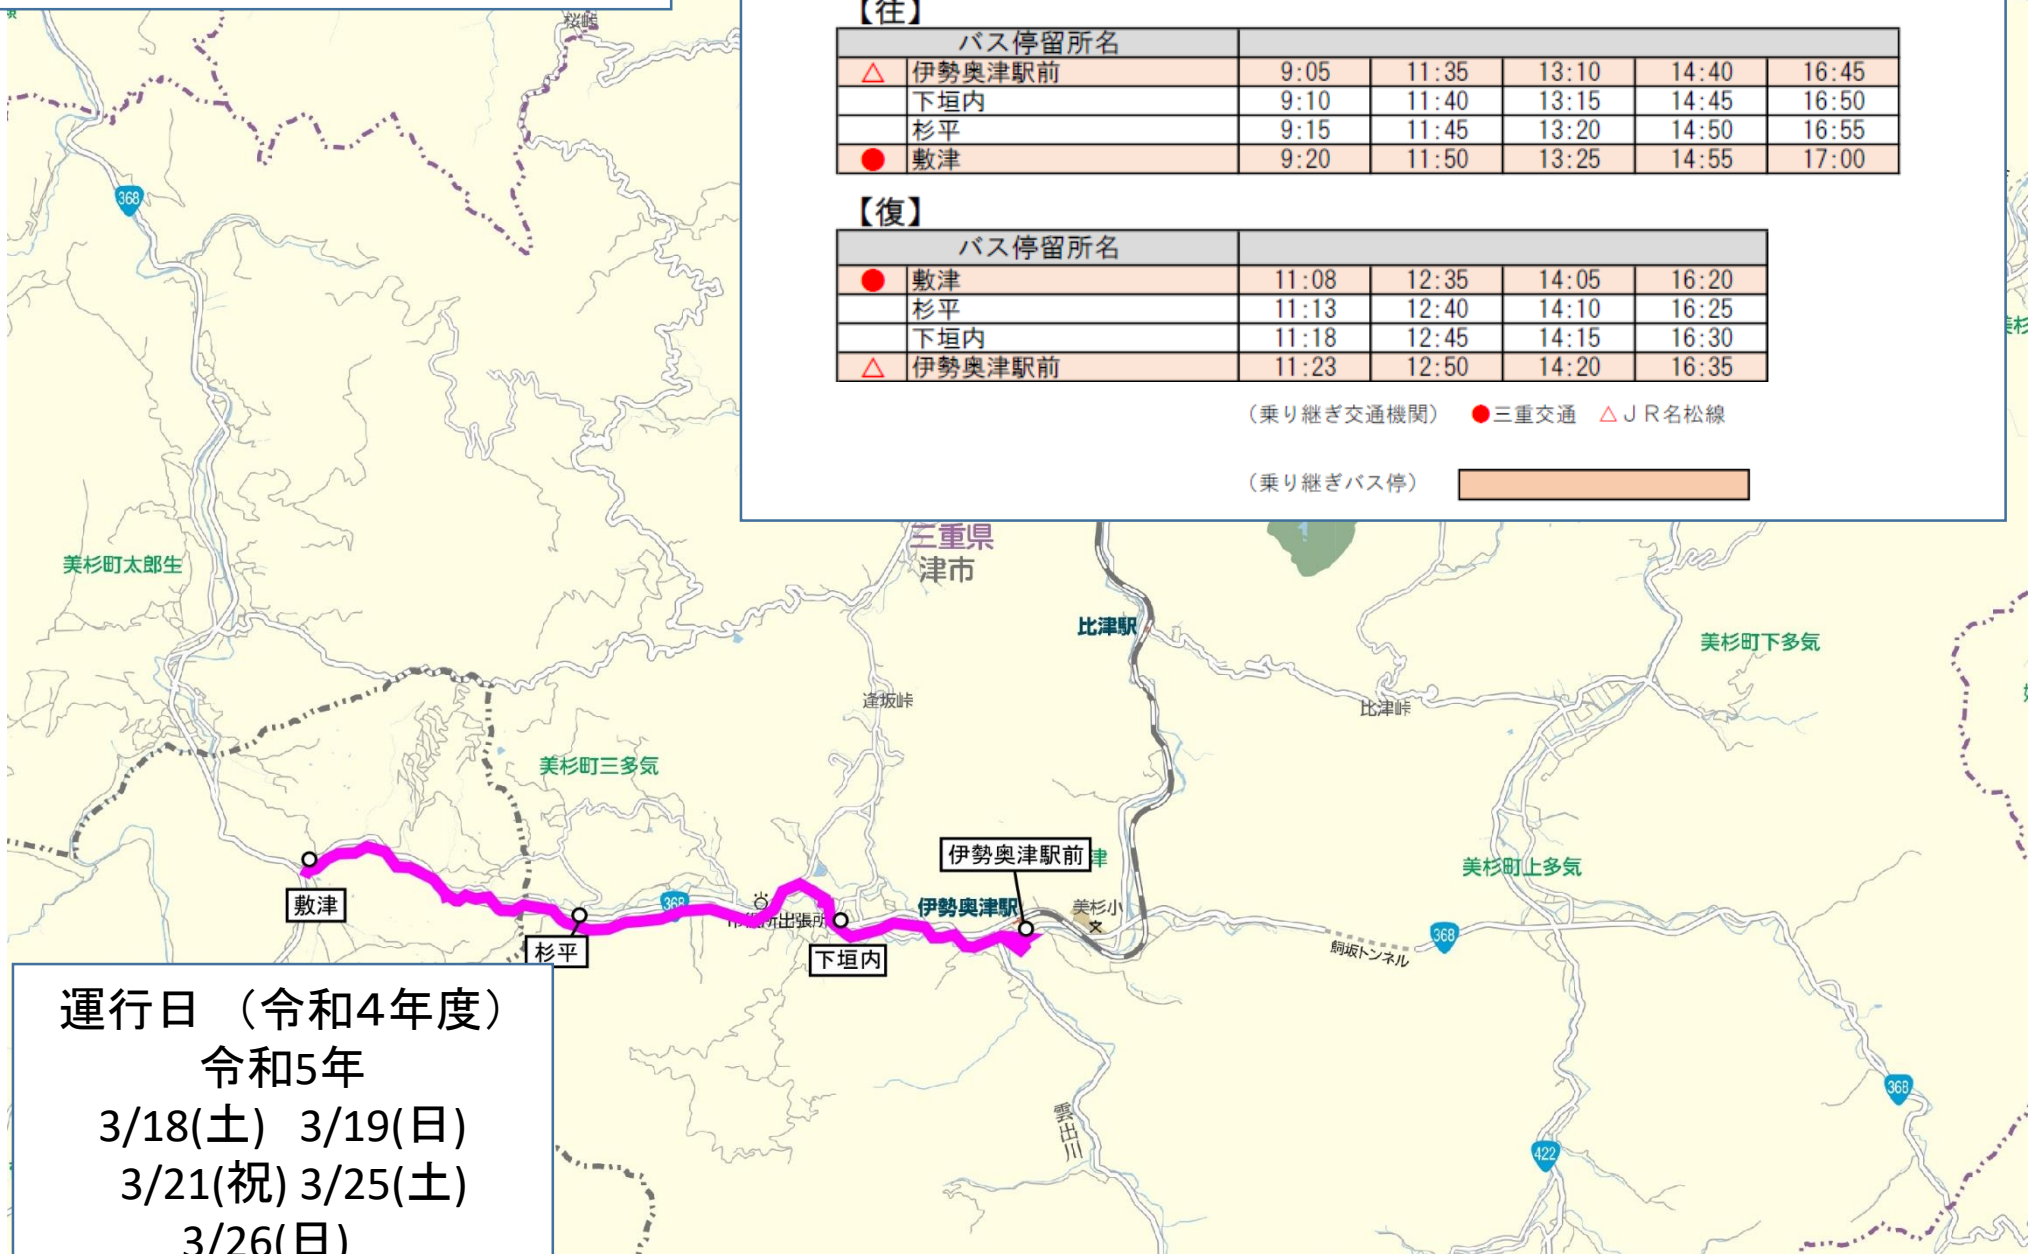 【往】
バス停留所名
△ 伊勢奥津駅前 9:05 11:35 13:10 14:40 16:45
下垣内 9:10 11:40 13:15 14:45 16:50
杉平 9:15 11:45 13:20 14:50 16:55
● 敷津 9:20 11:50 13:25 14:55 17:00
【復】
バス停留所名
● 敷津 11:08 12:35 14:05 16:20
杉平 11:13 12:40 14:10 16:25
下垣内 11:18 12:45 14:15 16:30
△ 伊勢奥津駅前 11:23 12:50 14:20 16:35
（乗り継ぎ交通機関） ●三重交通 △ＪＲ名松線
（乗り継ぎバス停）
桜峠
368
三重県
津市
美杉町太郎生
比津駅
美杉町下多気
逢坂峠
比津峠
美杉町三多気
伊勢奥津駅前
津
美杉町上多気
敷津
368
伊勢奥津駅
美杉小
所出張所
杉平
下垣内
368
飼坂トンネル
368
雲出川
422
運行日 （令和4年度）
令和5年
3/18(土) 3/19(日)
3/21(祝) 3/25(土)
3/26(日)